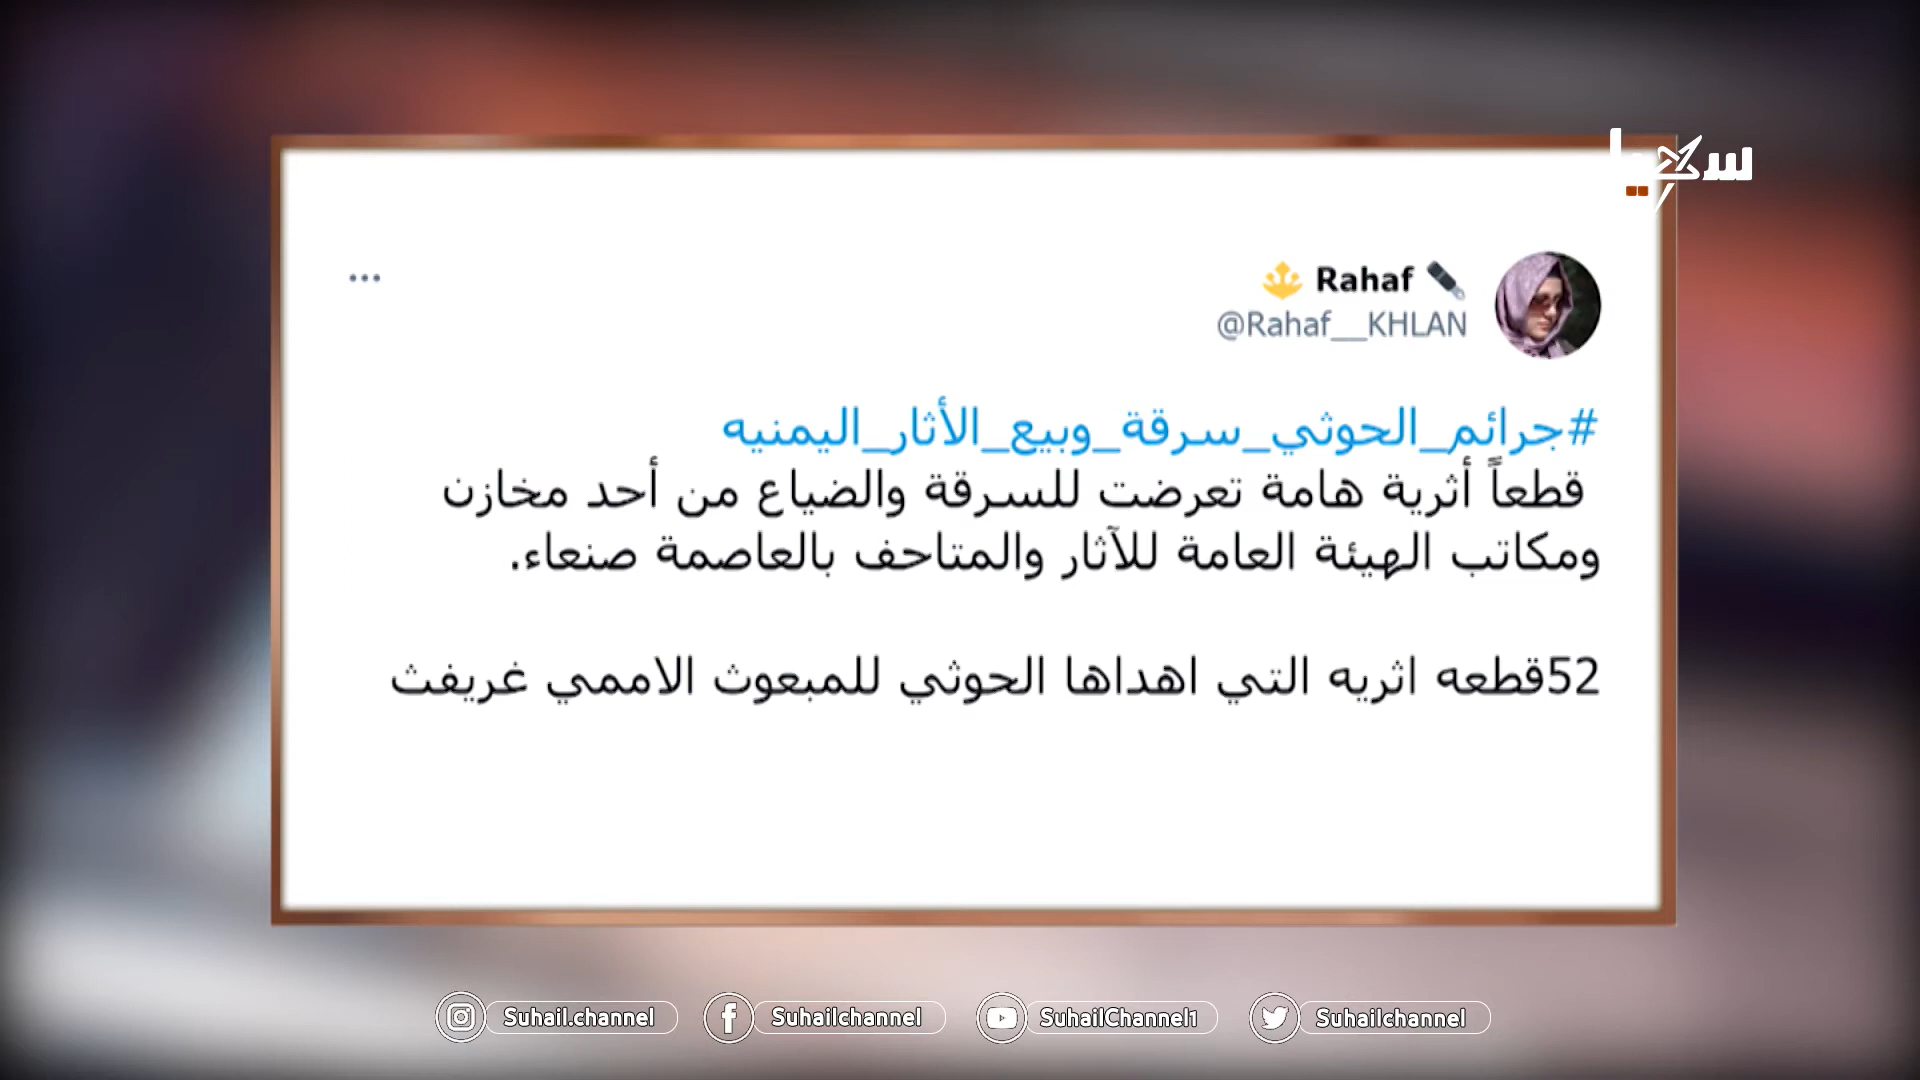 سهيل
Rahaf
@Rahaf__KHLAN
#جرائم_الحوثي_سرقة_وبيع_الأثار_اليمنيه
قطعاً أثرية هامة تعرضت للسرقة والضياع من أحد مخازن
ومكاتب الهيئة العامة للآثار والمتاحف بالعاصمة صنعاء.
52قطعه اثريه التي اهداها الحوثي للمبعوث الاممي غريفث
Suhail.channel
Suhailchannel
SuhailChannel1
Suhailchannel